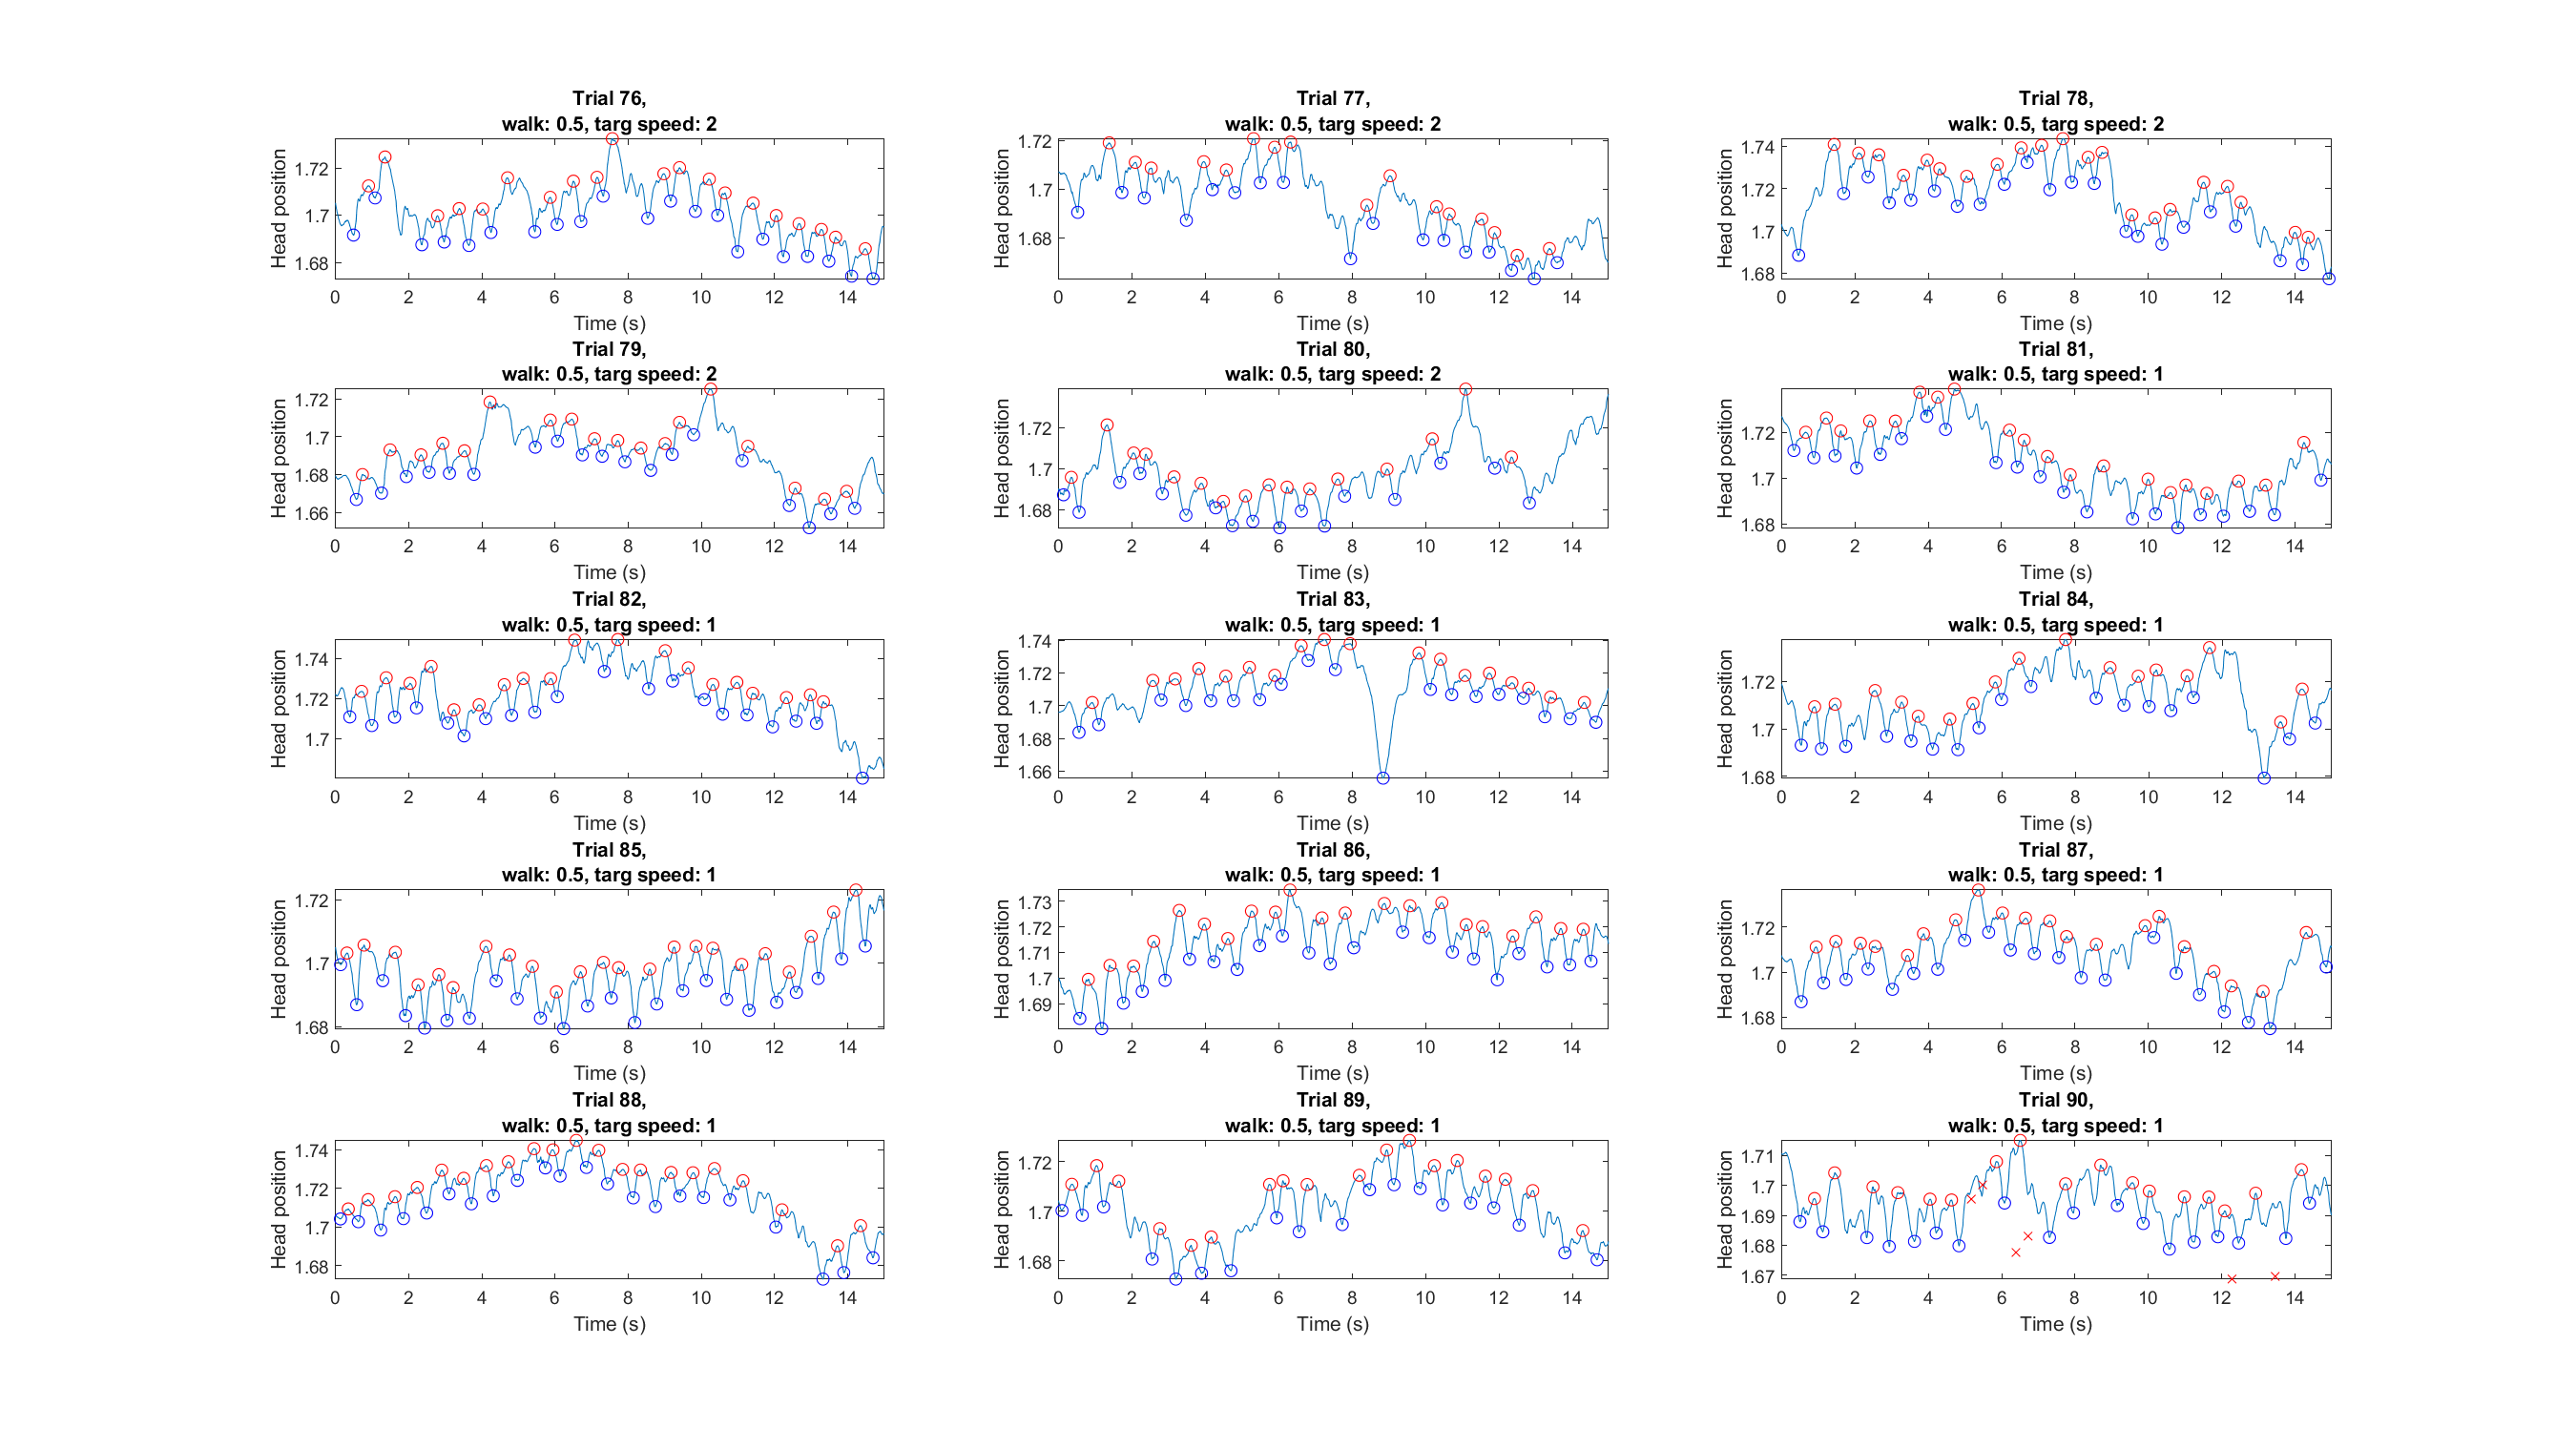 Trial 76,
walk: 0.5, targ speed: 2
Head position
1.72
1.7
1.68
0 2 4 6 8 10 12 14
Time (s)
Trial 77,
walk: 0.5, targ speed: 2
Head position
1.72
1.7
1.68
0 2 4 6 8 10 12 14
Time (s)
Trial 78,
walk: 0.5, targ speed: 2
Head position
1.74
1.72
1.7
1.68
0 2 4 6 8 10 12 14
Time (s)
Trial 79,
walk: 0.5, targ speed: 2
Head position
1.72
1.7
1.68
1.66
0 2 4 6 8 10 12 14
Time (s)
Trial 80,
walk: 0.5, targ speed: 2
Head position
1.72
1.7
1.68
0 2 4 6 8 10 12 14
Time (s)
Trial 81,
walk: 0.5, targ speed: 1
Head position
1.72
1.7
1.68
0 2 4 6 8 10 12 14
Time (s)
Trial 82,
walk: 0.5, targ speed: 1
Head position
1.74
1.72
1.7
0 2 4 6 8 10 12 14
Time (s)
Trial 83,
walk: 0.5, targ speed: 1
Head position
1.74
1.72
1.7
1.68
1.66
0 2 4 6 8 10 12 14
Time (s)
Trial 84,
walk: 0.5, targ speed: 1
Head position
1.72
1.7
1.68
0 2 4 6 8 10 12 14
Time (s)
Trial 85,
walk: 0.5, targ speed: 1
Head position
1.72
1.7
1.68
0 2 4 6 8 10 12 14
Time (s)
Trial 86,
walk: 0.5, targ speed: 1
Head position
1.73
1.72
1.71
1.7
1.69
0 2 4 6 8 10 12 14
Time (s)
Trial 87,
walk: 0.5, targ speed: 1
Head position
1.72
1.7
1.68
0 2 4 6 8 10 12 14
Time (s)
Trial 88,
walk: 0.5, targ speed: 1
Head position
1.74
1.72
1.7
1.68
0 2 4 6 8 10 12 14
Time (s)
Trial 89,
walk: 0.5, targ speed: 1
Head position
1.72
1.7
1.68
0 2 4 6 8 10 12 14
Time (s)
Trial 90,
walk: 0.5, targ speed: 1
Head position
1.71
1.7
1.69
1.68
1.67
0 2 4 6 8 10 12 14
Time (s)